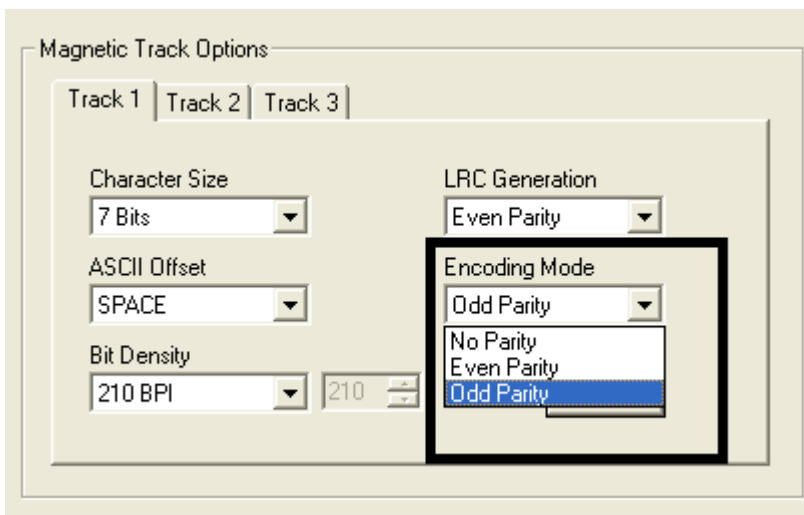 Magnetic Track Options
Track 1 Track 2 Track 3
Character Size
7 Bits
LRC Generation
Even Parity
ASCII Offset
SPACE
Encoding Mode
Odd Parity
No Parity
Even Parity
Odd Parity
Bit Density
210 BPI 210